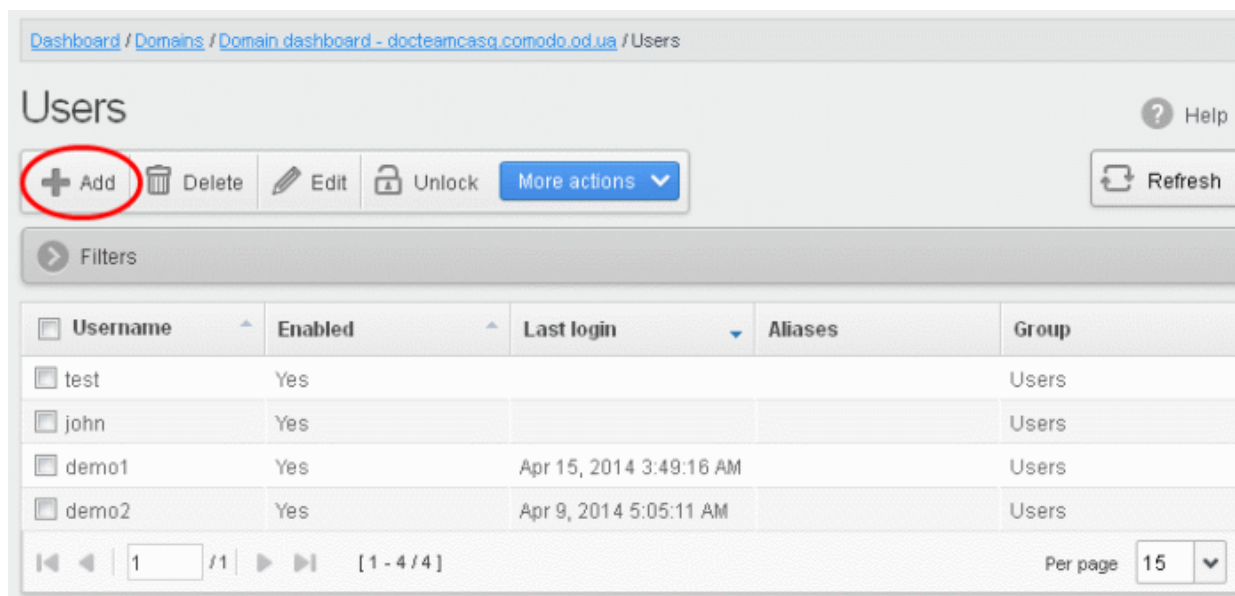 Dashboard / Domains / Domain dashboard - docteamcasg.comodo.od.ua / Users
Users
Help
Add Delete Edit Unlock More actions Refresh
Filters
Username Enabled Last login Aliases Group
test Yes Users
john Yes Users
demo1 Yes Apr 15, 2014 3:49:16 AM Users
demo2 Yes Apr 9, 2014 5:05:11 AM Users
1 /1 [ 1 - 4 / 4 ] Per page 15